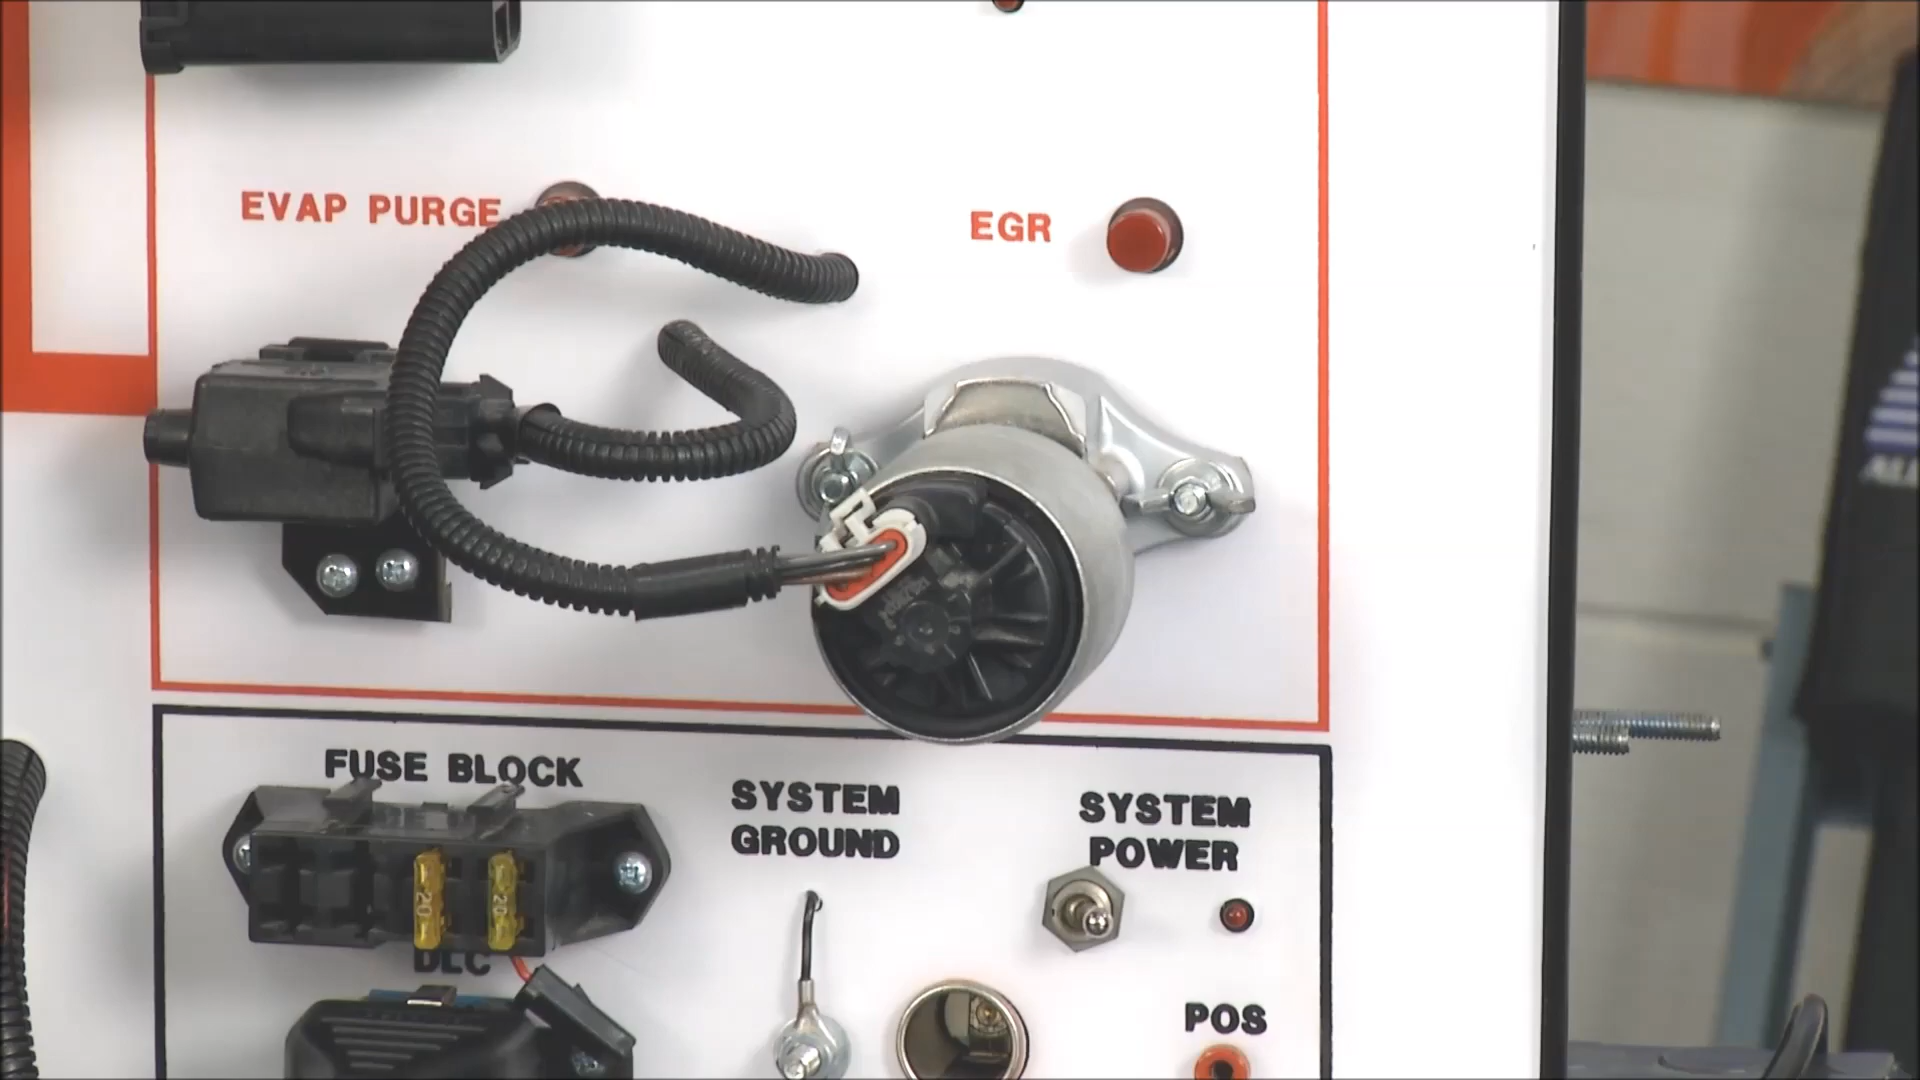 EVAP PURGE
EGR
FUSE BLOCK
SYSTEM
GROUND
SYSTEM
POWER
20
20
DLC
POS